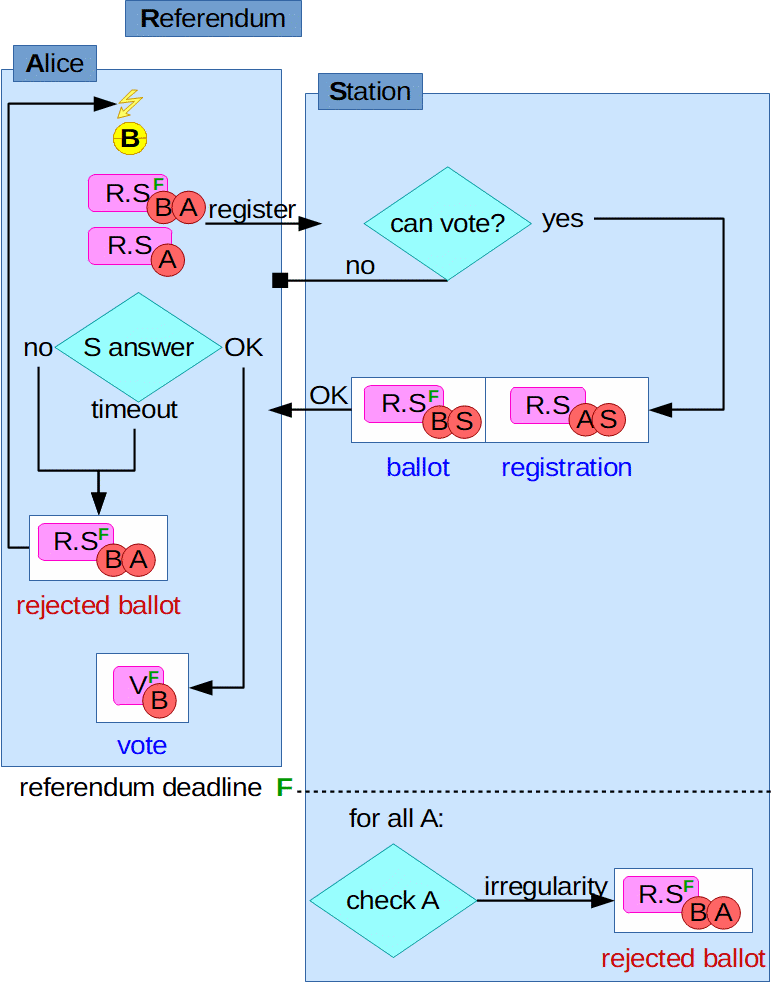 Referendum
Alice
Station
B
R.S F B A
register
can vote?
yes
R.S A
no
no
S answer
OK
timeout
OK
R.S F B S
R.S A S
ballot
registration
R.S F B A
rejected ballot
V F B
vote
referendum deadline F
for all A:
check A
irregularity
R.S F B A
rejected ballot